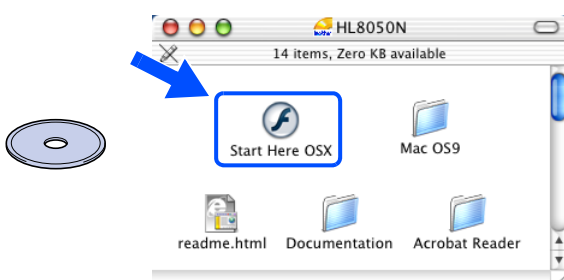 HL8050N
14 items, Zero KB available
Start Here OSX
Mac OS9
readme.html
Documentation
Acrobat Reader